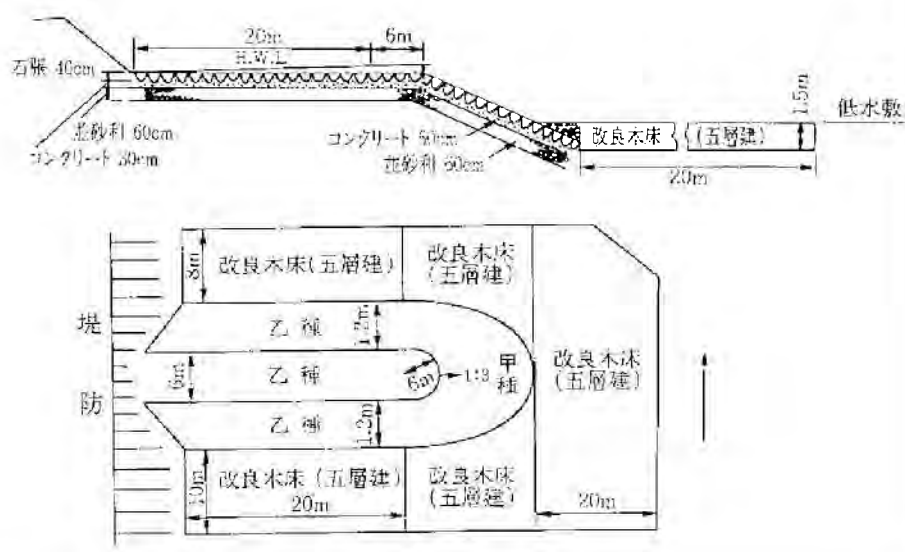 20m
6m
H.W.L
石張 40cm
並砂利 60cm
コンクリート 30cm
コンクリート 50cm
並砂利 60cm
改良木床
(五層建)
1.5m
低水敷
20m
改良木床(五層建)
改良木床
(五層建)
8m
堤
防
乙種
1.2m
甲
種
改良木床
(五層建)
6m
乙種
6m
1:3
乙種
1.2m
改良木床 (五層建)
改良木床
(五層建)
10m
20m
20m